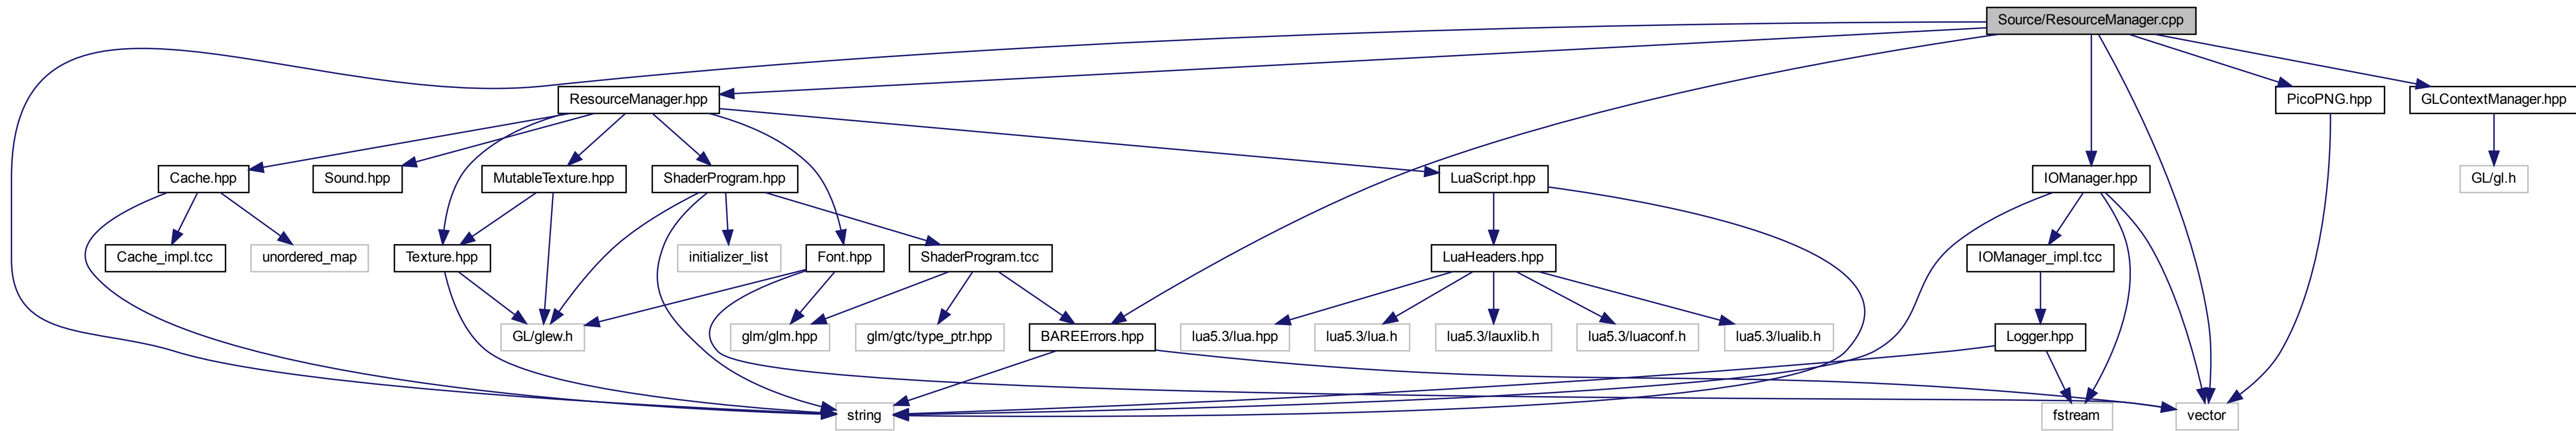 Source/ResourceManager.cpp
ResourceManager.hpp
PicoPNG.hpp
GLContextManager.hpp
Cache.hpp
Sound.hpp
MutableTexture.hpp
ShaderProgram.hpp
LuaScript.hpp
IOManager.hpp
GL/gl.h
Cache_impl.tcc
unordered_map
Texture.hpp
initializer_list
Font.hpp
ShaderProgram.tcc
LuaHeaders.hpp
IOManager_impl.tcc
GL/glew.h
glm/glm.hpp
glm/gtc/type_ptr.hpp
BAREErrors.hpp
lua5.3/lua.hpp
lua5.3/lua.h
lua5.3/lauxlib.h
lua5.3/luaconf.h
lua5.3/lualib.h
Logger.hpp
string
fstream
vector